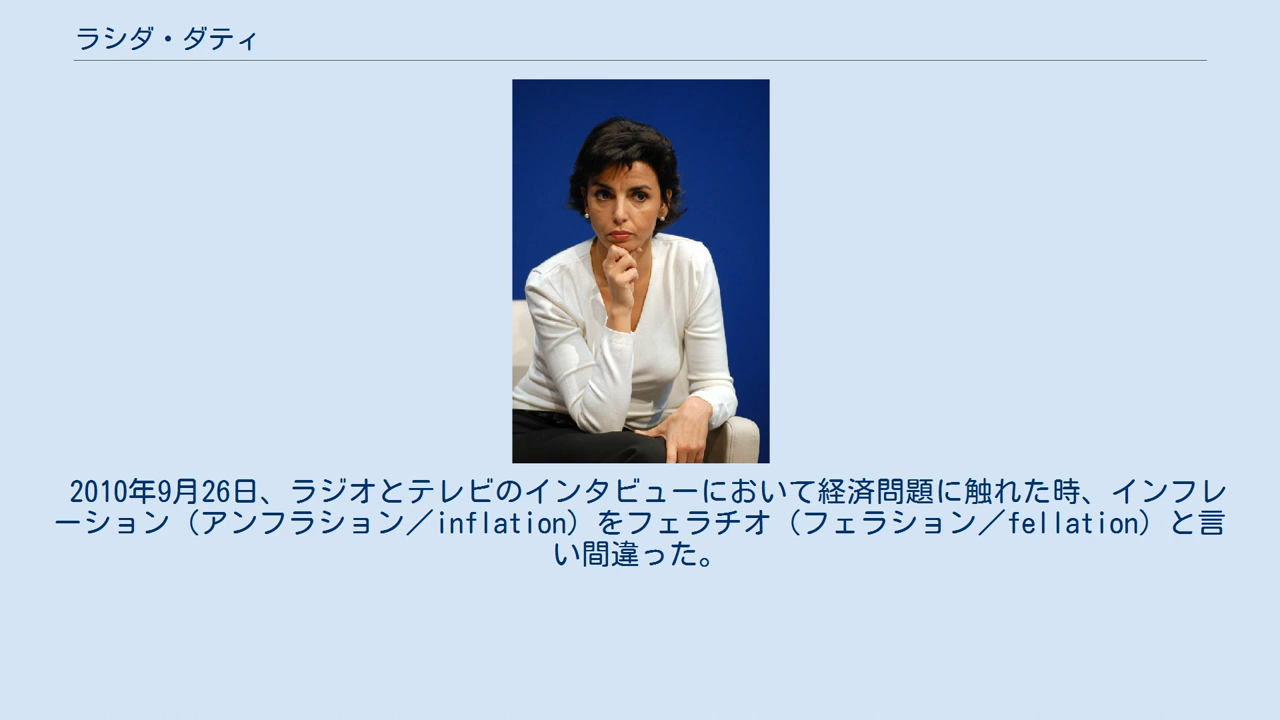 ラシダ・ダティ
2010年9月26日、ラジオとテレビのインタビューにおいて経済問題に触れた時、インフレ
ーション（アンフラション／inflation）をフェラチオ（フェラション／fellation）と言
い間違った。